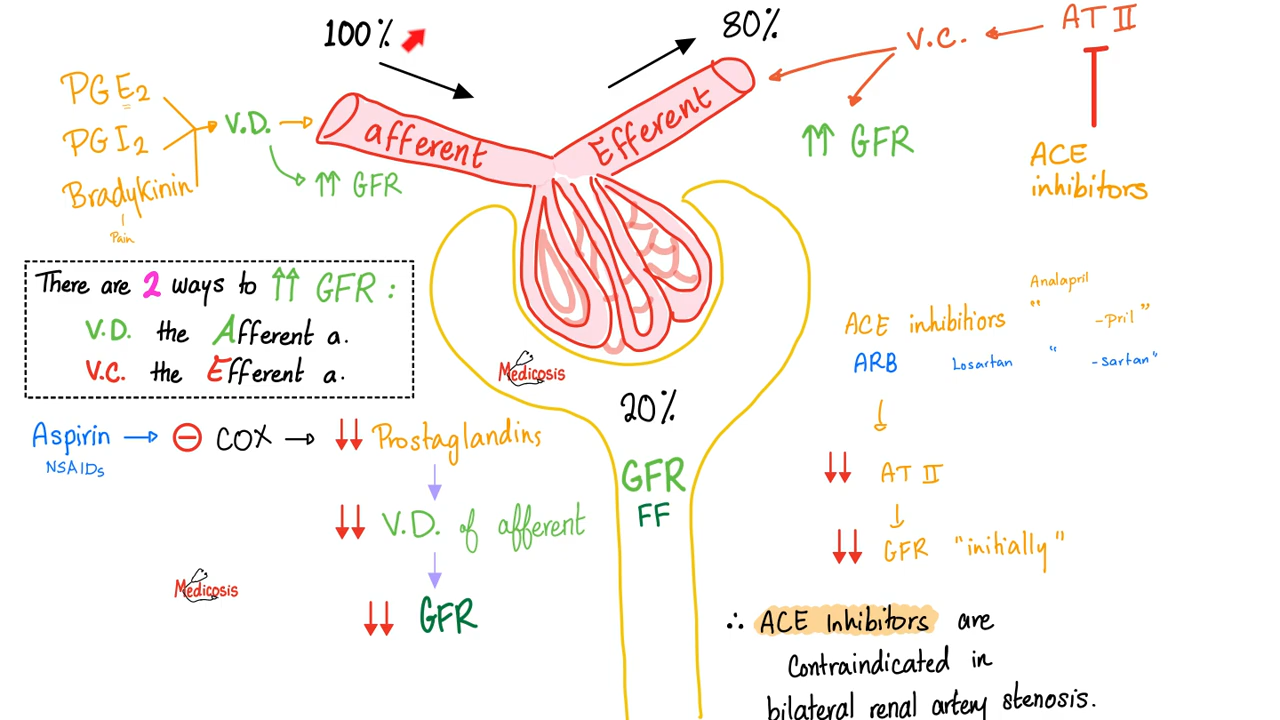 100%
80%
AT II
V.C.
PGE2
PGI2
Bradykinin
Pain
V.D.
↑↑ GFR
afferent
Efferent
↑↑ GFR
ACE
inhibitors
There are 2 ways to ↑↑ GFR :
V.D. the Afferent a.
V.C. the Efferent a.
Medicosis
Aspirin → ⊖ COX → ↓↓ Prostaglandins
NSAIDs
↓↓ V.D. of afferent
↓↓ GFR
Medicosis
20%
GFR
FF
Analapril
ACE inhibitiors " -Pril "
ARB Losartan " -sartan"
↓↓ AT II
↓↓ GFR "initially"
∴ ACE Inhibitors are
Contraindicated in
bilateral renal artery stenosis.